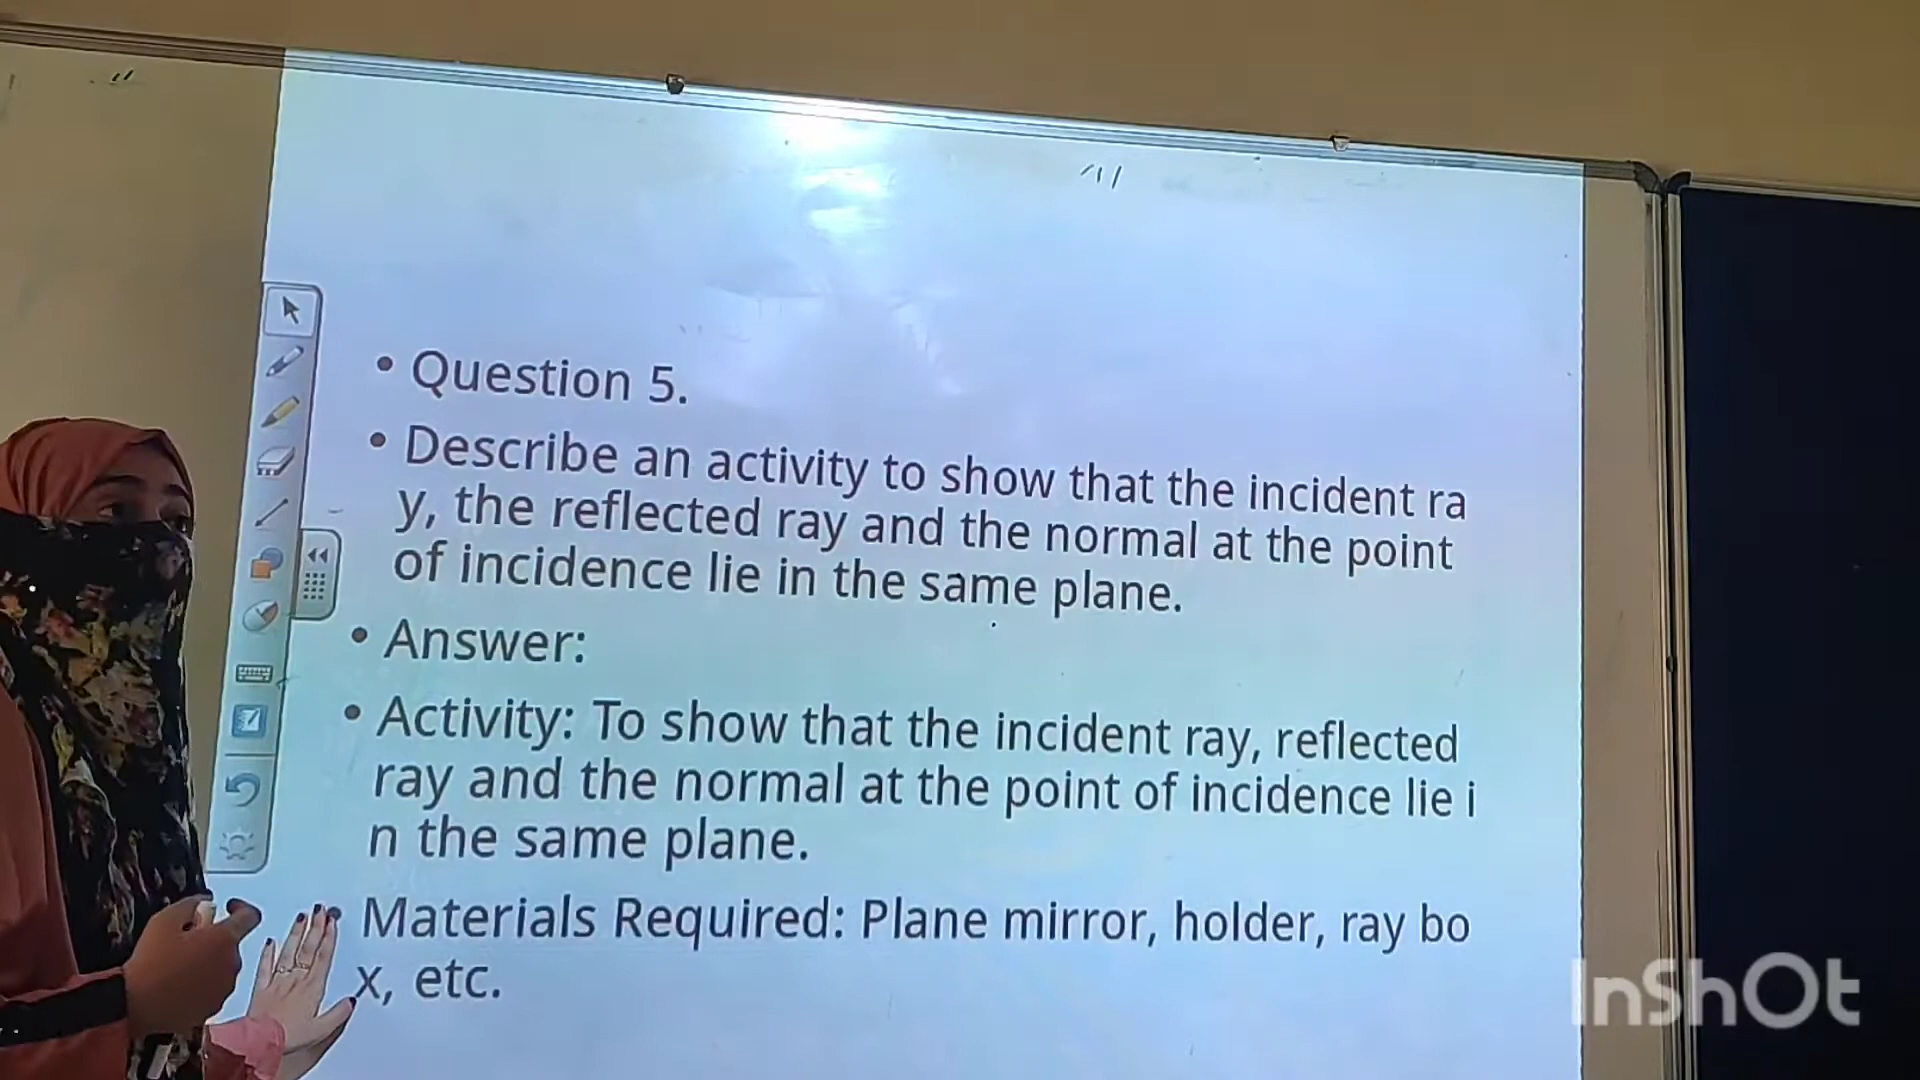 • Question 5.
• Describe an activity to show that the incident ra
y, the reflected ray and the normal at the point
of incidence lie in the same plane.
• Answer:
• Activity: To show that the incident ray, reflected
ray and the normal at the point of incidence lie i
n the same plane.
• Materials Required: Plane mirror, holder, ray bo
x, etc.
InShOt